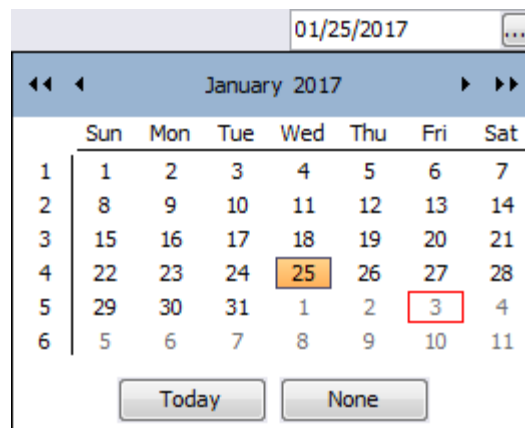 01/25/2017 ...
January 2017
Sun Mon Tue Wed Thu Fri Sat
1 1 2 3 4 5 6 7
2 8 9 10 11 12 13 14
3 15 16 17 18 19 20 21
4 22 23 24 25 26 27 28
5 29 30 31 1 2 3 4
6 5 6 7 8 9 10 11
Today None